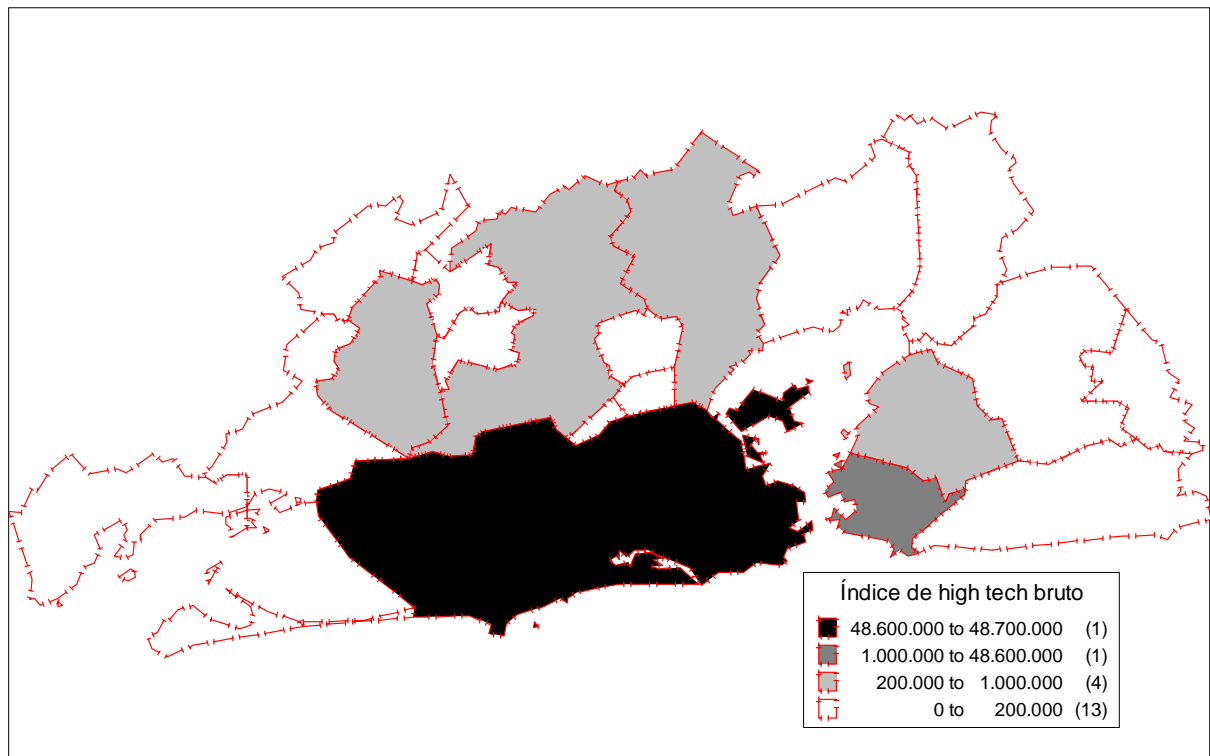 Índice de high tech bruto
48.600.000 to 48.700.000 (1)
1.000.000 to 48.600.000 (1)
200.000 to 1.000.000 (4)
0 to 200.000 (13)